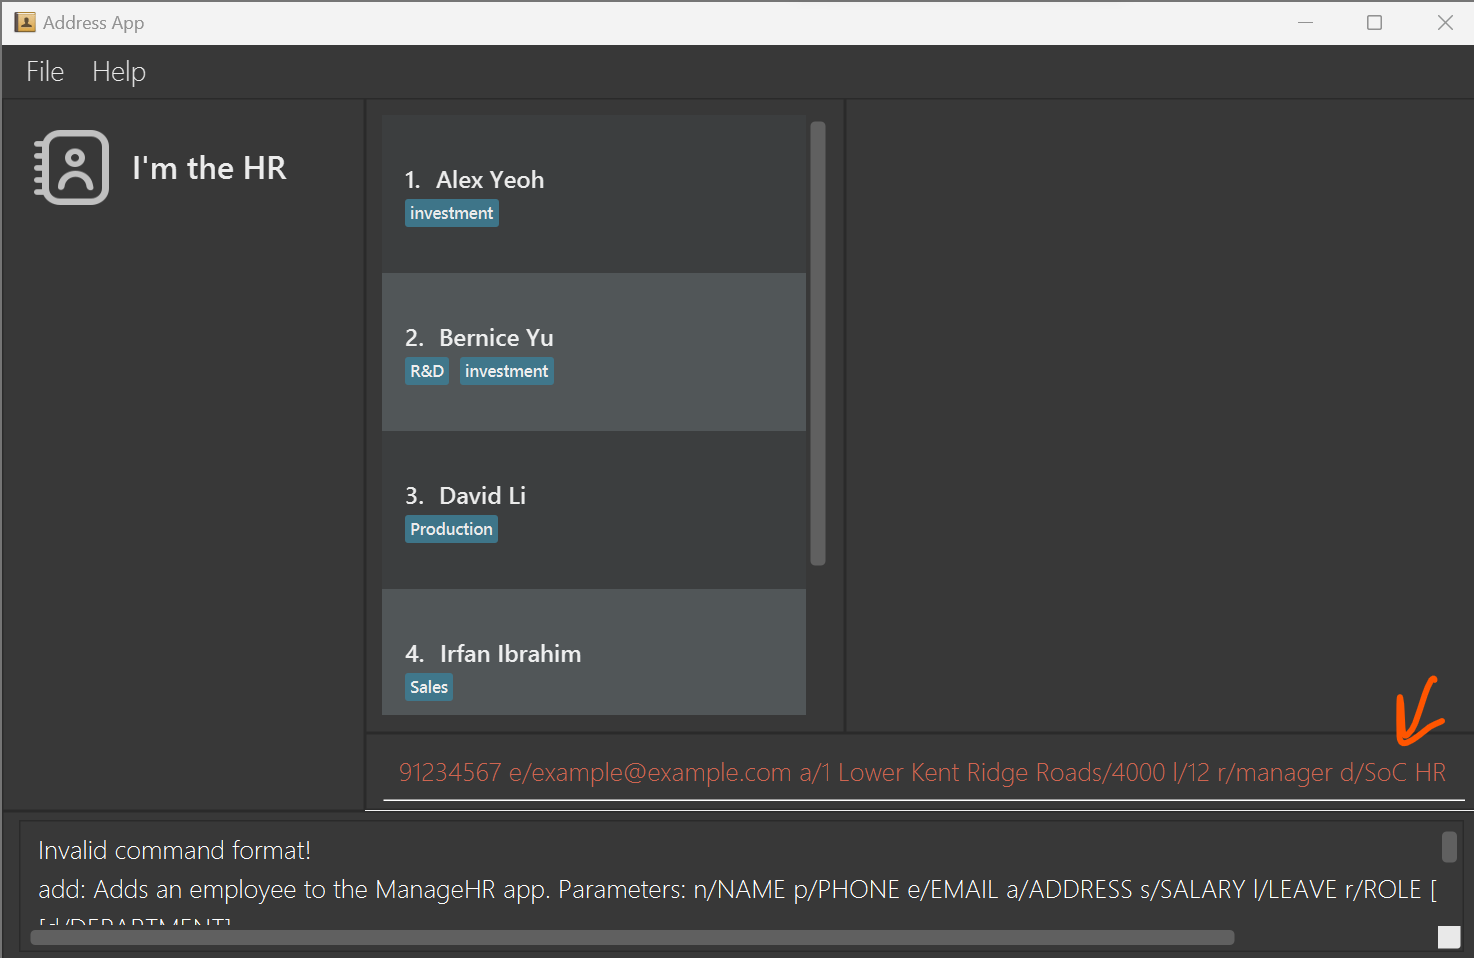 Address App
File Help
I'm the HR
1. Alex Yeoh
investment
2. Bernice Yu
R&D investment
3. David Li
Production
4. Irfan Ibrahim
Sales
91234567 e/example@example.com a/1 Lower Kent Ridge Roads/4000 l/12 r/manager d/SoC HR
Invalid command format!
add: Adds an employee to the ManageHR app. Parameters: n/NAME p/PHONE e/EMAIL a/ADDRESS s/SALARY l/LEAVE r/ROLE [
[d/DEPARTMENT]